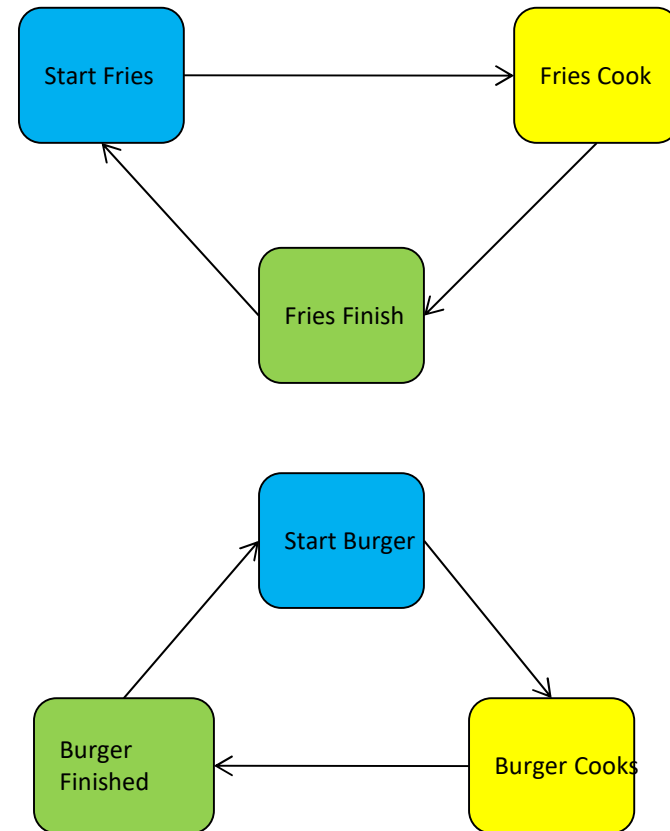 Start Fries
Fries Cook
Fries Finish
Start Burger
Burger
Finished
Burger Cooks